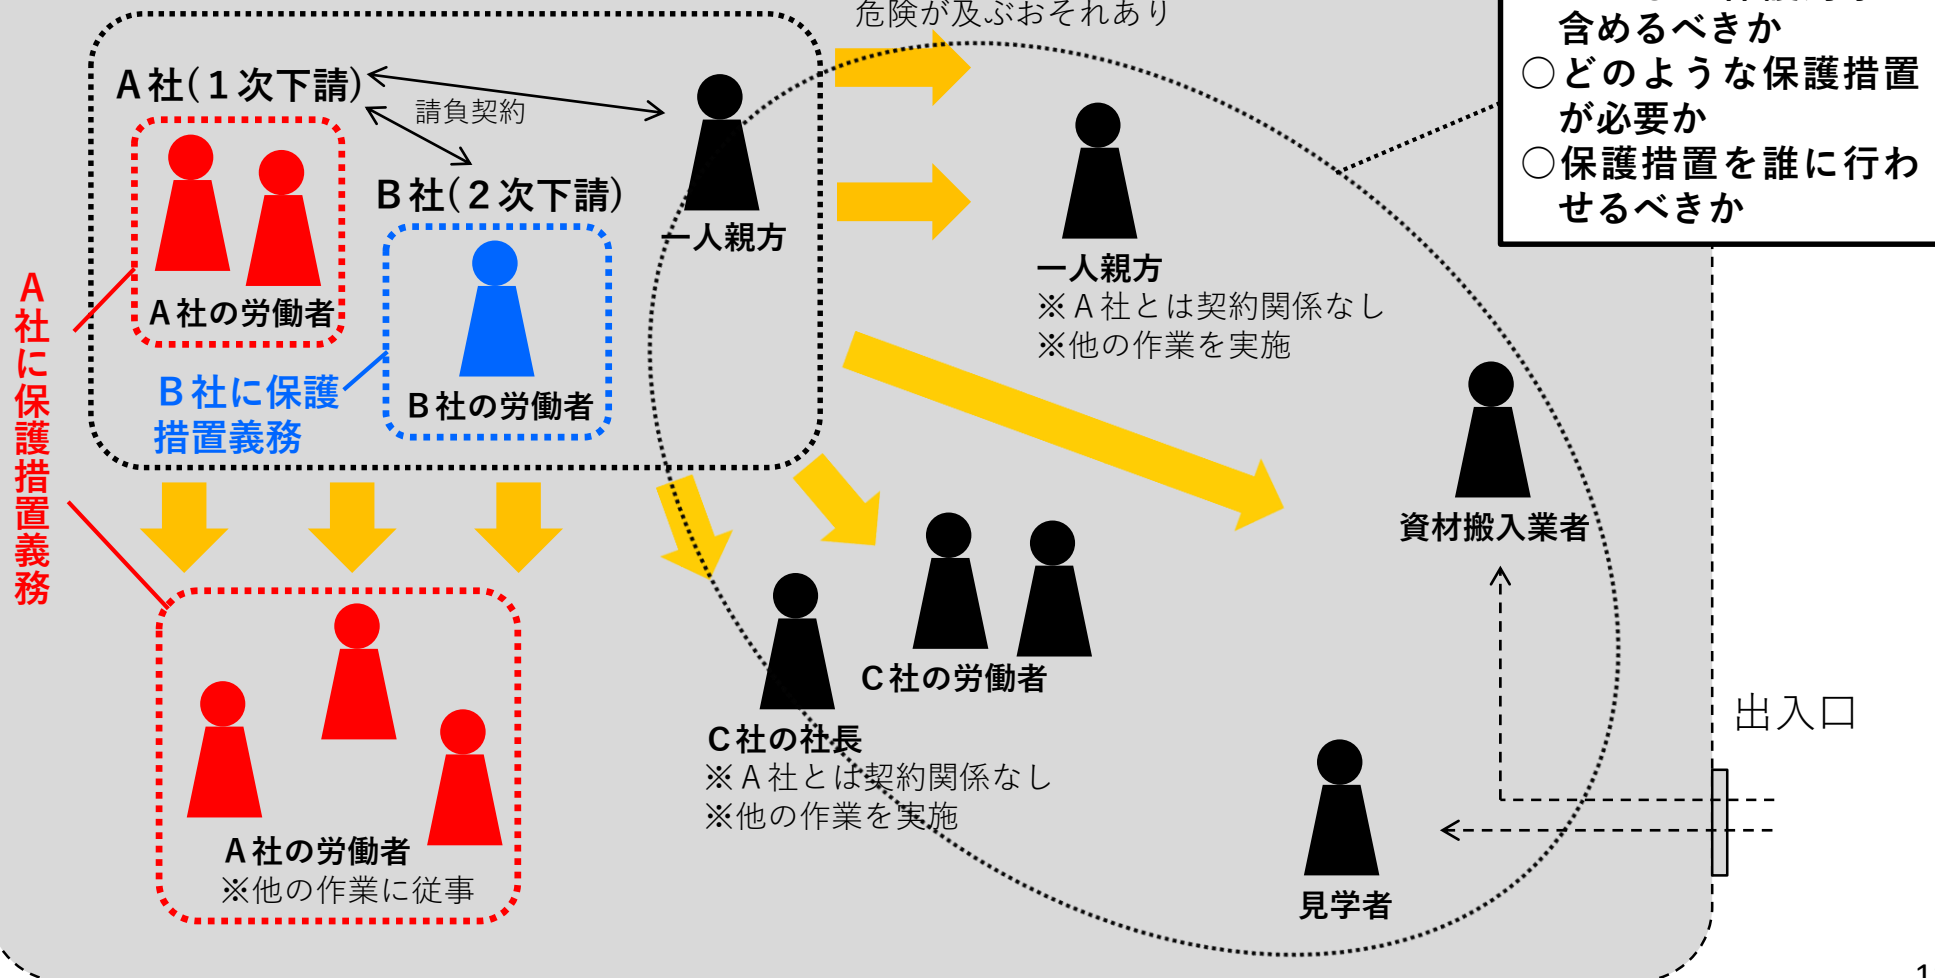 危険が及ぶおそれあり
含めるべきか
○どのような保護措置
が必要か
○保護措置を誰に行わ
せるべきか
A社(１次下請)
請負契約
B社(２次下請)
一人親方
A社の労働者
B社に保護
措置義務
B社の労働者
A社に保護措置義務
一人親方
※A社とは契約関係なし
※他の作業を実施
資材搬入業者
C社の労働者
C社の社長
※A社とは契約関係なし
※他の作業を実施
出入口
A社の労働者
※他の作業に従事
見学者
1